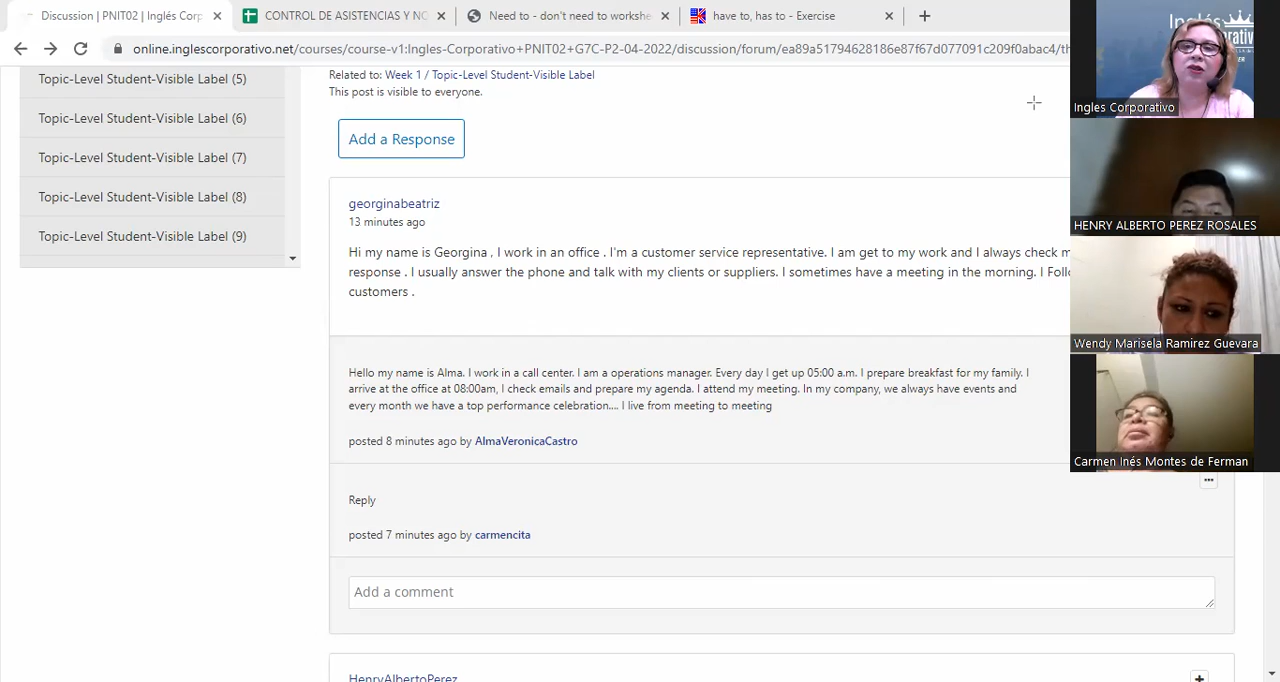 Discussion | PNIT02 | Inglés Corp
CONTROL DE ASISTENCIAS Y NO
Need to - don't need to workshe
have to, has to - Exercise
online.inglescorporativo.net/courses/course-v1:Ingles-Corporativo+PNIT02+G7C-P2-04-2022/discussion/forum/ea89a51794628186e87f67d077091c209f0abac4/th
Topic-Level Student-Visible Label (5)
Topic-Level Student-Visible Label (6)
Topic-Level Student-Visible Label (7)
Topic-Level Student-Visible Label (8)
Topic-Level Student-Visible Label (9)
Related to: Week 1 / Topic-Level Student-Visible Label
This post is visible to everyone.
Add a Response
georginabeatriz
13 minutes ago
Hi my name is Georgina , I work in an office . I'm a customer service representative. I am get to my work and I always check m
response . I usually answer the phone and talk with my clients or suppliers. I sometimes have a meeting in the morning. I Follo
customers .
Hello my name is Alma. I work in a call center. I am a operations manager. Every day I get up 05:00 a.m. I prepare breakfast for my family. I
arrive at the office at 08:00am, I check emails and prepare my agenda. I attend my meeting. In my company, we always have events and
every month we have a top performance celebration.... I live from meeting to meeting
posted 8 minutes ago by AlmaVeronicaCastro
Reply
posted 7 minutes ago by carmencita
Add a comment
HenryAlbertoPerez
Ingles Corporativo
HENRY ALBERTO PEREZ ROSALES
Wendy Marisela Ramirez Guevara
Carmen Inés Montes de Ferman